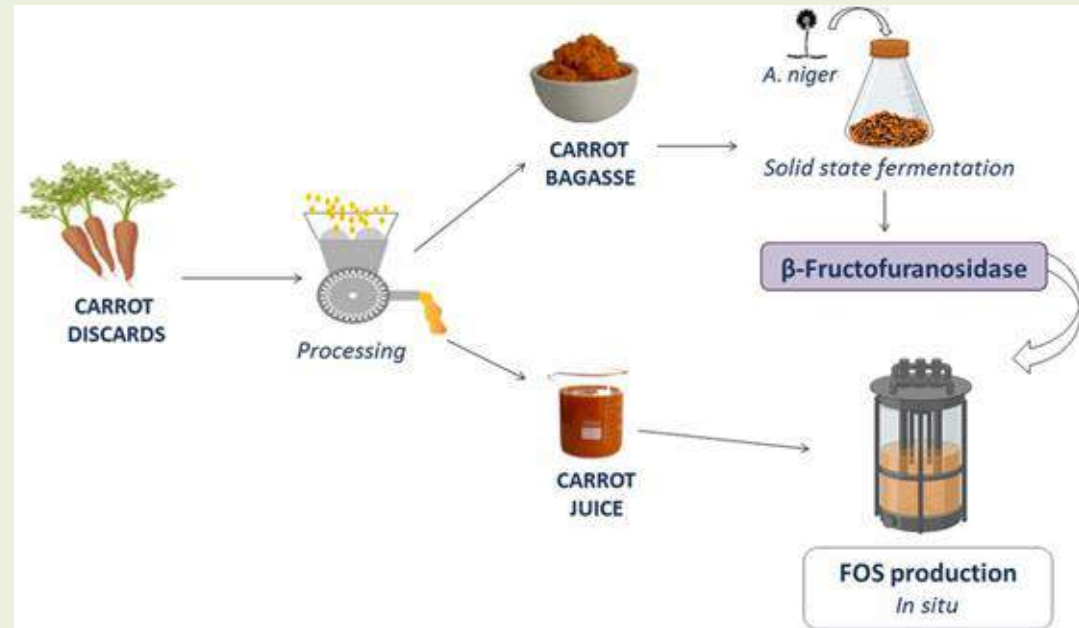 CARROT
DISCARDS
Processing
CARROT
BAGASSE
A. niger
Solid state fermentation
β-Fructofuranosidase
CARROT
JUICE
FOS production
In situ